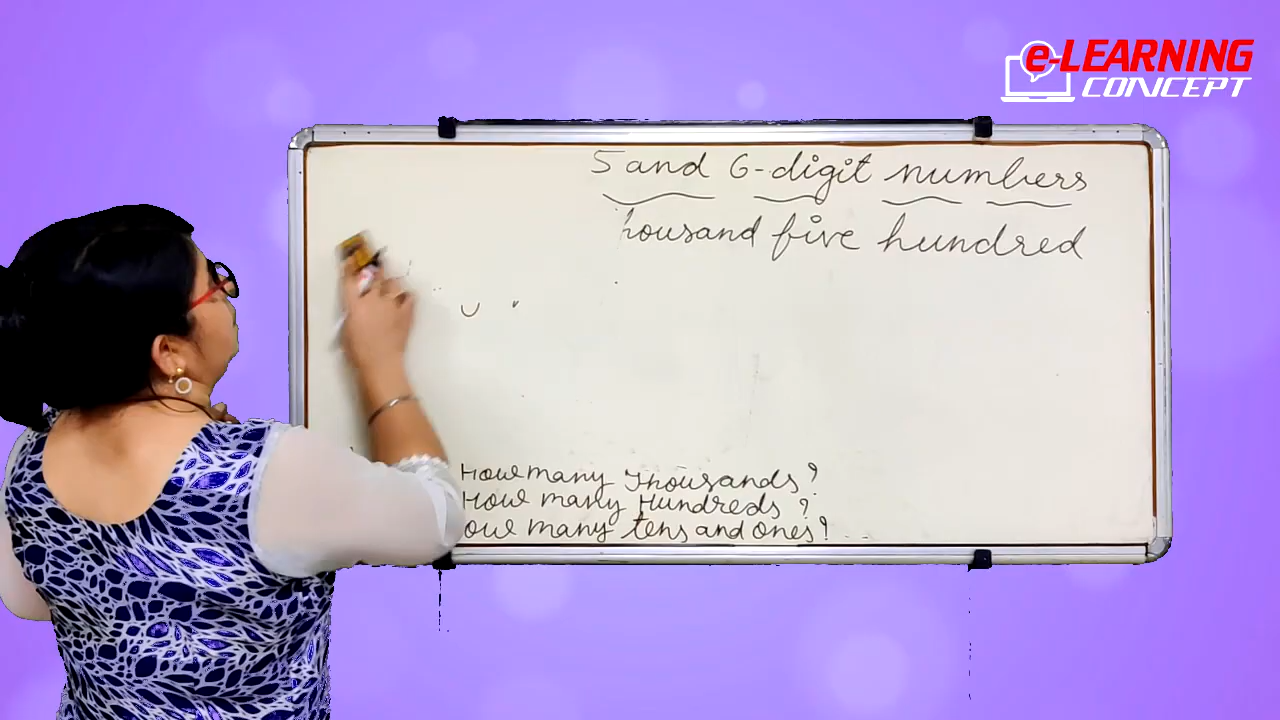 e-LEARNING
CONCEPT
5 and 6-digit numbers
housand five hundred
How many Thousands?
How many Hundreds?
ow many tens and ones?